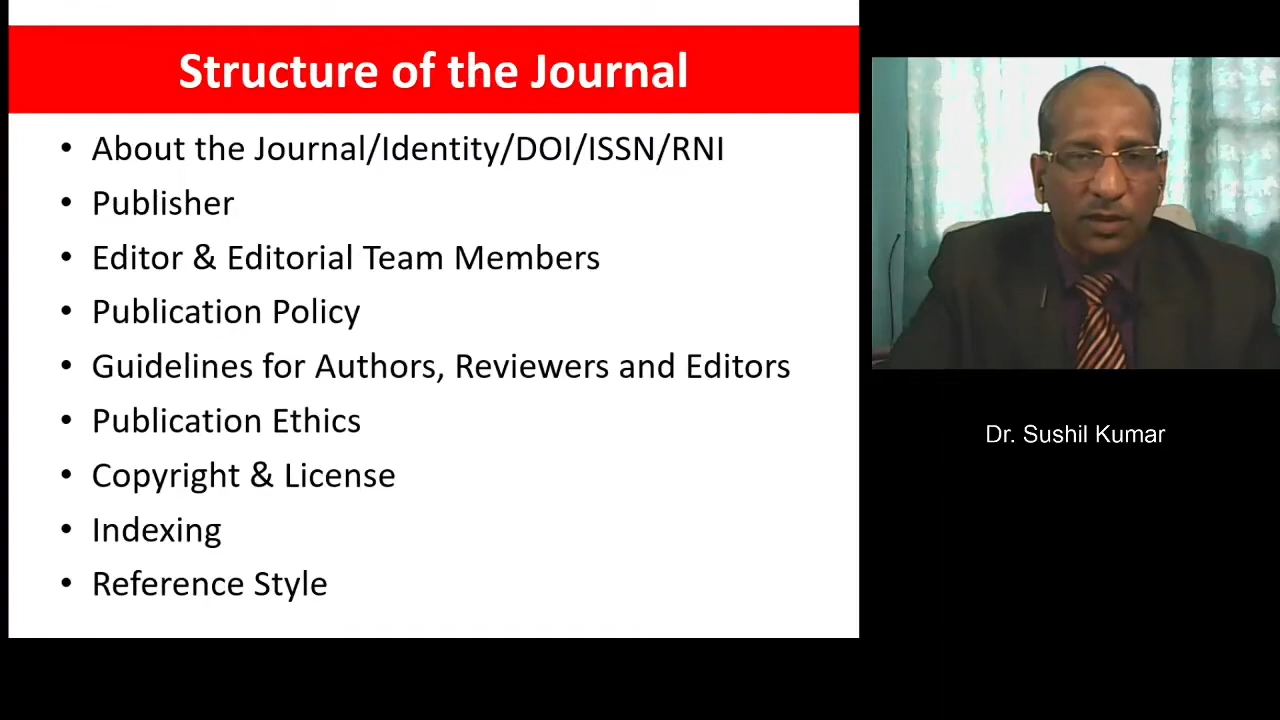 Structure of the Journal
• About the Journal/Identity/DOI/ISSN/RNI
• Publisher
• Editor & Editorial Team Members
• Publication Policy
• Guidelines for Authors, Reviewers and Editors
• Publication Ethics
• Copyright & License
• Indexing
• Reference Style
Dr. Sushil Kumar